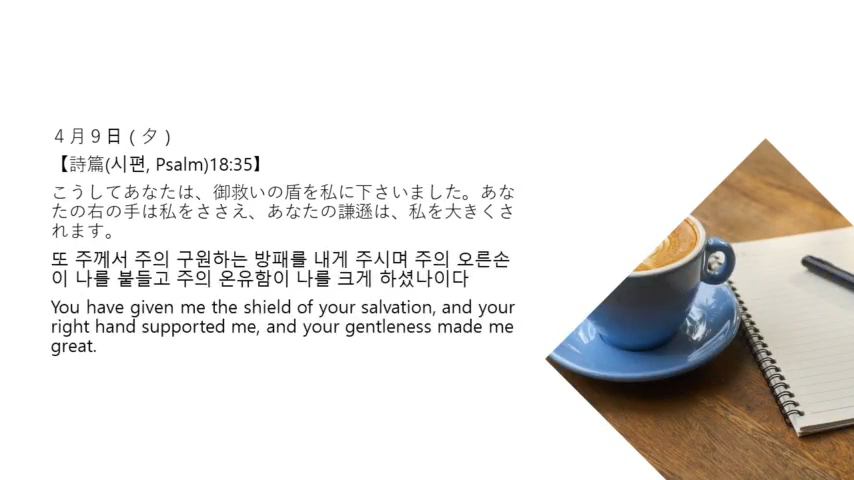 ４月９日（夕）
【詩篇(시편, Psalm)18:35】
こうしてあなたは、御救いの盾を私に下さいました。あな
たの右の手は私をささえ、あなたの謙遜は、私を大きくさ
れます。
또 주께서 주의 구원하는 방패를 내게 주시며 주의 오른손
이 나를 붙들고 주의 온유함이 나를 크게 하셨나이다
You have given me the shield of your salvation, and your
right hand supported me, and your gentleness made me
great.